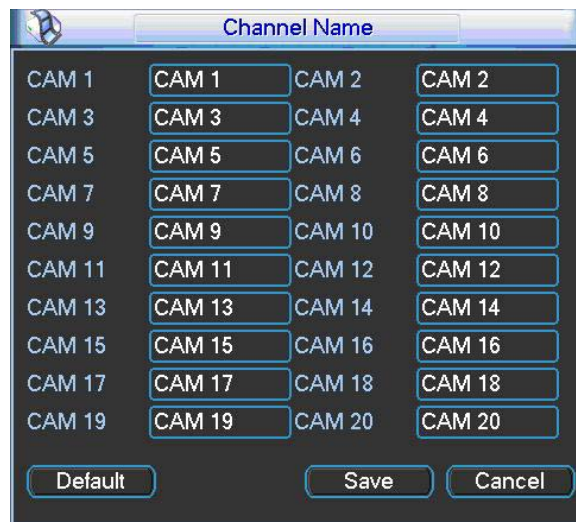 Channel Name
CAM 1 CAM 1 CAM 2 CAM 2
CAM 3 CAM 3 CAM 4 CAM 4
CAM 5 CAM 5 CAM 6 CAM 6
CAM 7 CAM 7 CAM 8 CAM 8
CAM 9 CAM 9 CAM 10 CAM 10
CAM 11 CAM 11 CAM 12 CAM 12
CAM 13 CAM 13 CAM 14 CAM 14
CAM 15 CAM 15 CAM 16 CAM 16
CAM 17 CAM 17 CAM 18 CAM 18
CAM 19 CAM 19 CAM 20 CAM 20
Default Save Cancel